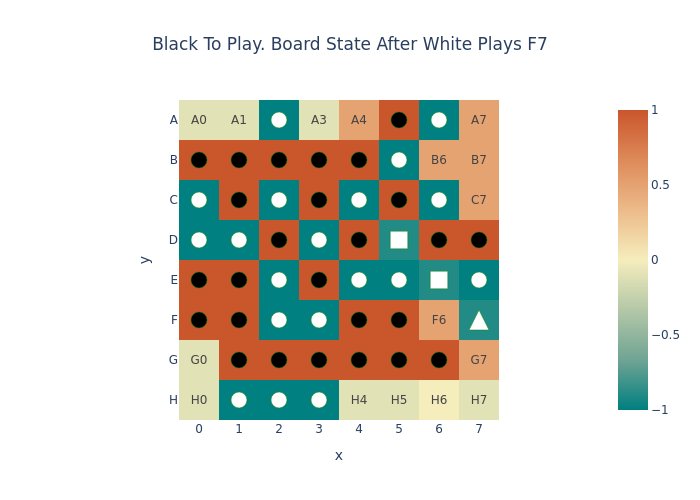 Black To Play. Board State After White Plays F7
A A0 A1 A3 A4 A7
B B6 B7
C C7
D
E
F F6
G G0 G7
H H0 H4 H5 H6 H7
0 1 2 3 4 5 6 7
x
y
1
0.5
0
−0.5
−1